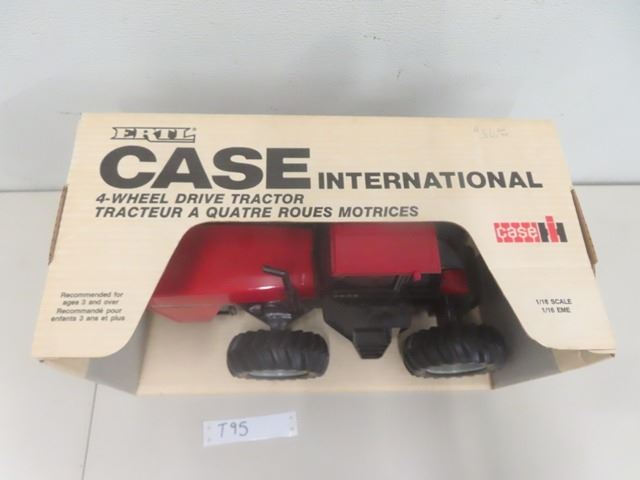 ERTL
CASE INTERNATIONAL
4-WHEEL DRIVE TRACTOR
TRACTEUR A QUATRE ROUES MOTRICES
case IH
Recommended for
ages 3 and over
Recommandé pour
enfants 3 ans et plus
1/16 SCALE
1/16 EME
T95